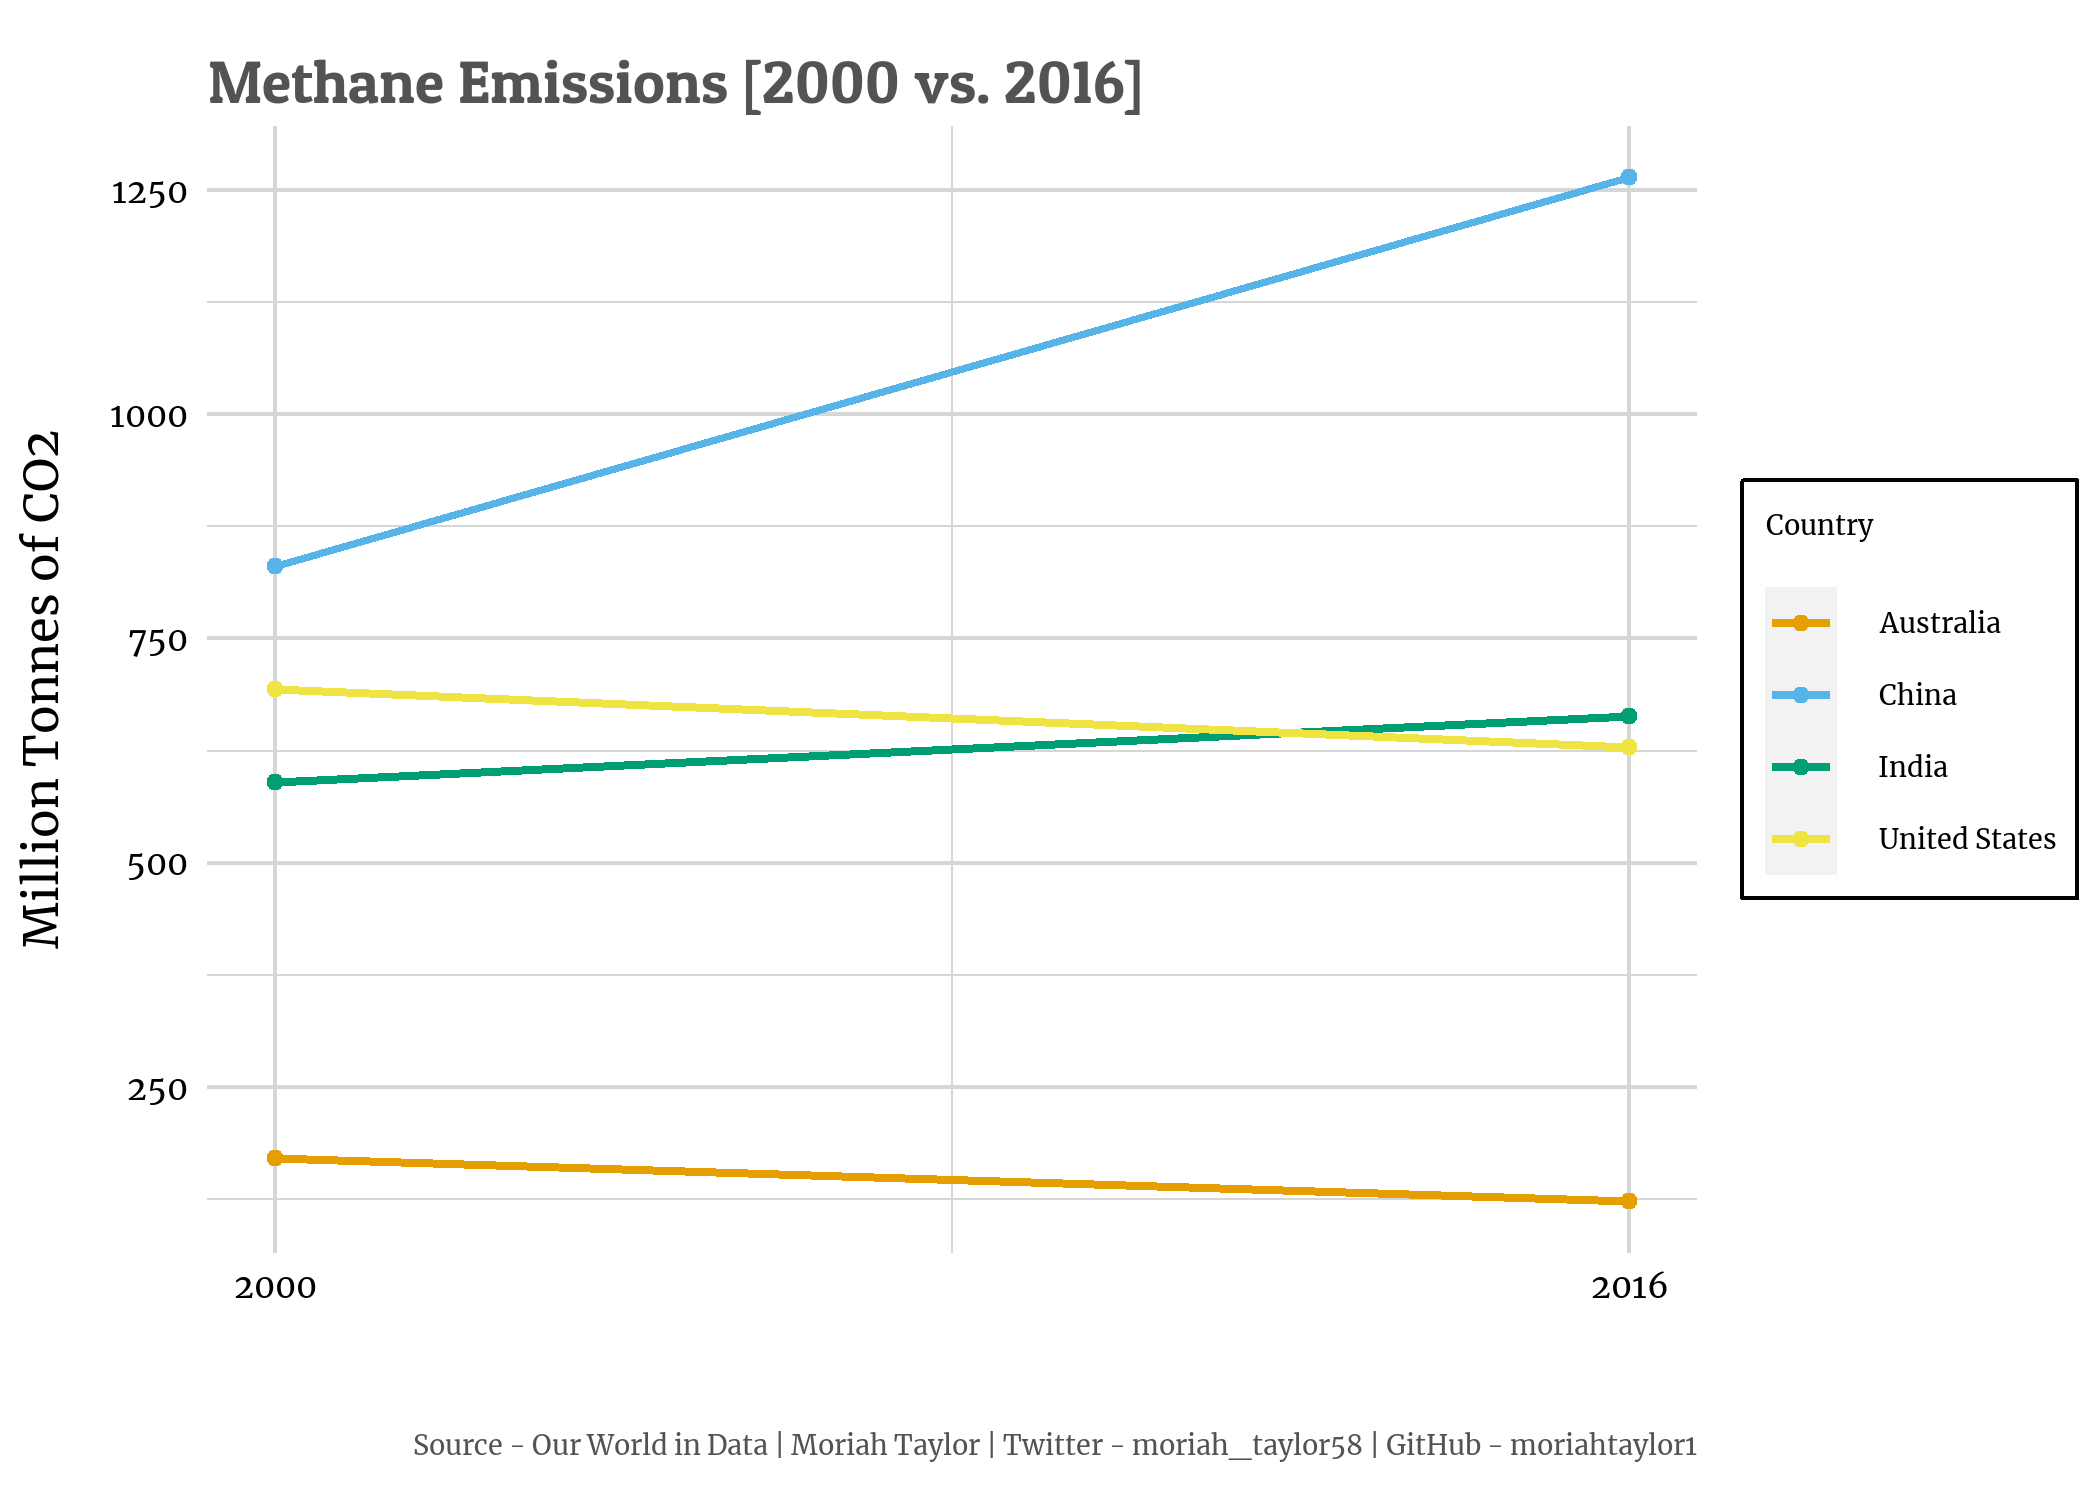 Methane Emissions [2000 vs. 2016]
Million Tonnes of CO2
1250
1000
750
500
250
2000
2016
Country
Australia
China
India
United States
Source - Our World in Data | Moriah Taylor | Twitter - moriah_taylor58 | GitHub - moriahtaylor1